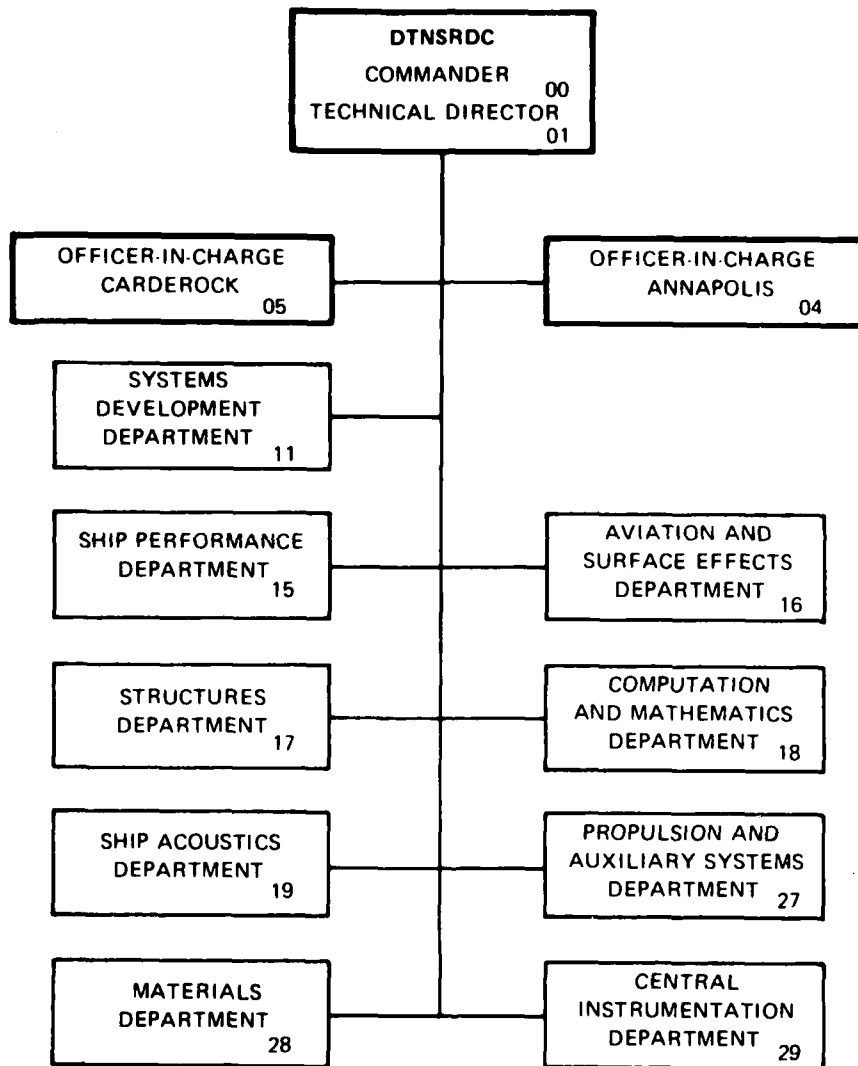 DTNSRDC
COMMANDER
00
TECHNICAL DIRECTOR
01
OFFICER-IN-CHARGE
CARDEROCK
05
OFFICER-IN-CHARGE
ANNAPOLIS
04
SYSTEMS
DEVELOPMENT
DEPARTMENT
11
SHIP PERFORMANCE
DEPARTMENT
15
AVIATION AND
SURFACE EFFECTS
DEPARTMENT
16
STRUCTURES
DEPARTMENT
17
COMPUTATION
AND MATHEMATICS
DEPARTMENT
18
SHIP ACOUSTICS
DEPARTMENT
19
PROPULSION AND
AUXILIARY SYSTEMS
DEPARTMENT
27
MATERIALS
DEPARTMENT
28
CENTRAL
INSTRUMENTATION
DEPARTMENT
29